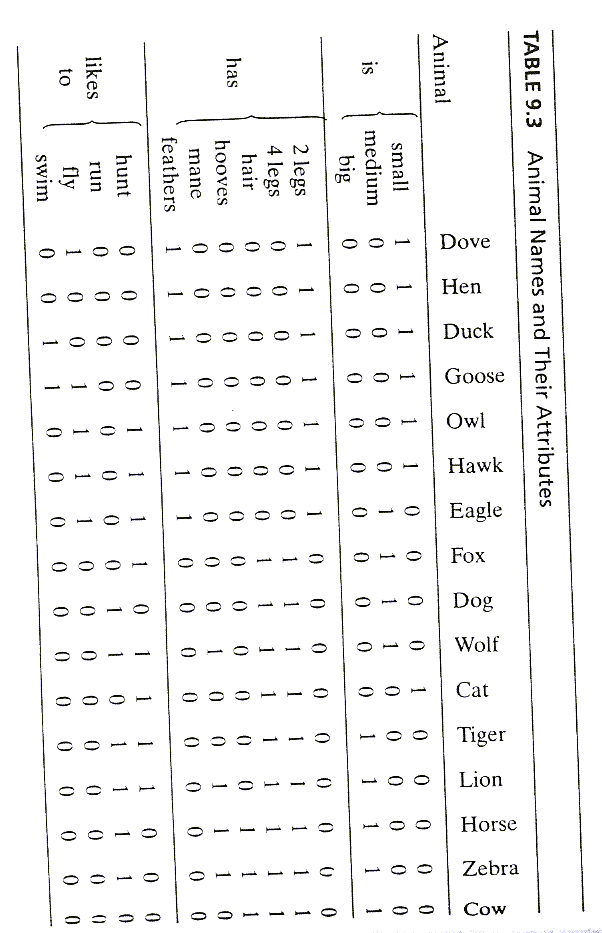 TABLE 9.3 Animal Names and Their Attributes
Animal Dove Hen Duck Goose Owl Hawk Eagle Fox Dog Wolf Cat Tiger Lion Horse Zebra Cow
small 1 1 1 1 1 1 0 0 0 0 1 0 0 0 0 0
is medium 0 0 0 0 0 0 1 1 1 1 0 0 0 0 0 0
big 0 0 0 0 0 0 0 0 0 0 0 1 1 1 1 1
2 legs 1 1 1 1 1 1 1 0 0 0 0 0 0 0 0 0
4 legs 0 0 0 0 0 0 0 1 1 1 1 1 1 1 1 1
has hair 0 0 0 0 0 0 0 1 1 1 1 1 1 1 1 1
hooves 0 0 0 0 0 0 0 0 0 0 0 0 0 1 1 1
mane 0 0 0 0 0 0 0 0 0 1 0 0 1 1 1 0
feathers 1 1 1 1 1 1 1 0 0 0 0 0 0 0 0 0
hunt 0 0 0 0 1 1 1 1 0 1 1 1 1 0 0 0
likes run 0 0 0 0 0 0 0 0 1 1 0 1 1 1 1 0
to fly 1 0 0 1 1 1 1 0 0 0 0 0 0 0 0 0
swim 0 0 1 1 0 0 0 0 0 0 0 0 0 0 0 0